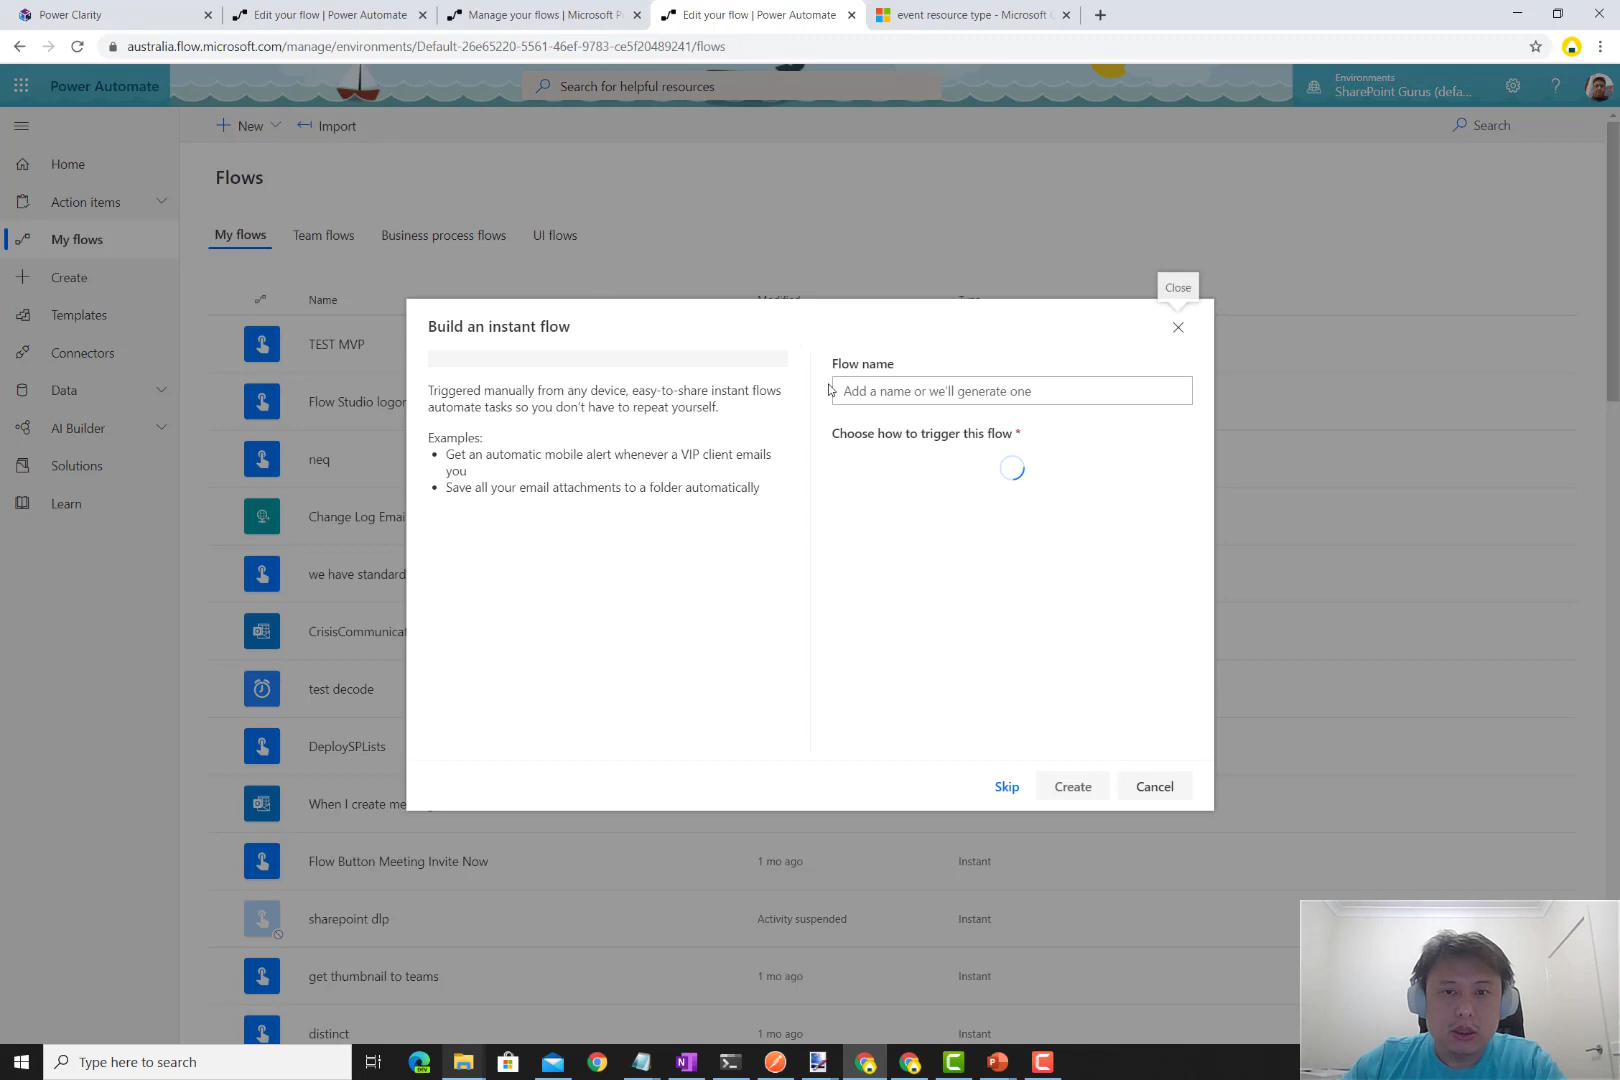 Power Clarity
Edit your flow | Power Automate
Manage your flows | Microsoft P
Edit your flow | Power Automate
event resource type - Microsoft G
australia.flow.microsoft.com/manage/environments/Default-26e65220-5561-46ef-9783-ce5f20489241/flows
Power Automate
Search for helpful resources
Environments
SharePoint Gurus (defa...
New
Import
Search
Home
Action items
My flows
Create
Templates
Connectors
Data
AI Builder
Solutions
Learn
Flows
My flows
Team flows
Business process flows
UI flows
Name
Modified
Type
TEST MVP
Flow Studio logon
neq
Change Log Emai
we have standard
CrisisCommunicat
test decode
DeploySPLists
When I create me
Flow Button Meeting Invite Now
1 mo ago
Instant
sharepoint dlp
Activity suspended
Instant
get thumbnail to teams
1 mo ago
Instant
distinct
1 mo ago
Instant
Close
Build an instant flow
Triggered manually from any device, easy-to-share instant flows
automate tasks so you don't have to repeat yourself.
Examples:
• Get an automatic mobile alert whenever a VIP client emails
you
• Save all your email attachments to a folder automatically
Flow name
Add a name or we'll generate one
Choose how to trigger this flow *
Skip
Create
Cancel
Type here to search
DEV